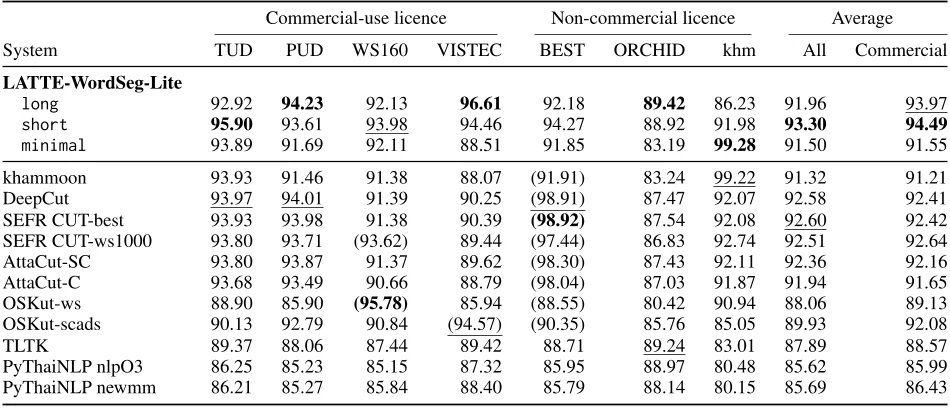 Commercial-use licence Non-commercial licence Average
System TUD PUD WS160 VISTEC BEST ORCHID khm All Commercial
LATTE-WordSeg-Lite
long 92.92 94.23 92.13 96.61 92.18 89.42 86.23 91.96 93.97
short 95.90 93.61 93.98 94.46 94.27 88.92 91.98 93.30 94.49
minimal 93.89 91.69 92.11 88.51 91.85 83.19 99.28 91.50 91.55
khammoon 93.93 91.46 91.38 88.07 (91.91) 83.24 99.22 91.32 91.21
DeepCut 93.97 94.01 91.39 90.25 (98.91) 87.47 92.07 92.58 92.41
SEFR CUT-best 93.93 93.98 91.38 90.39 (98.92) 87.54 92.08 92.60 92.42
SEFR CUT-ws1000 93.80 93.71 (93.62) 89.44 (97.44) 86.83 92.74 92.51 92.64
AttaCut-SC 93.80 93.87 91.37 89.62 (98.30) 87.43 92.11 92.36 92.16
AttaCut-C 93.68 93.49 90.66 88.79 (98.04) 87.03 91.87 91.94 91.65
OSKut-ws 88.90 85.90 (95.78) 85.94 (88.55) 80.42 90.94 88.06 89.13
OSKut-scads 90.13 92.79 90.84 (94.57) (90.35) 85.76 85.05 89.93 92.08
TLTK 89.37 88.06 87.44 89.42 88.71 89.24 83.01 87.89 88.57
PyThaiNLP nlpO3 86.25 85.23 85.15 87.32 85.95 88.97 80.48 85.62 85.99
PyThaiNLP newmm 86.21 85.27 85.84 88.40 85.79 88.14 80.15 85.69 86.43